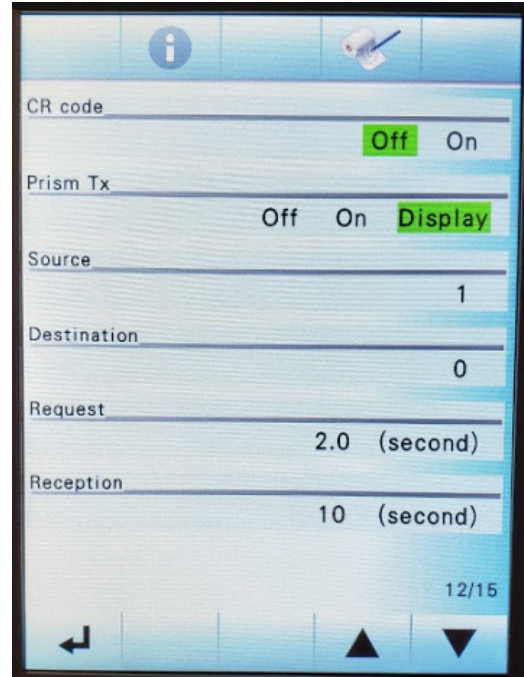 CR code
Off On
Prism Tx
Off On Display
Source
1
Destination
0
Request
2.0 (second)
Reception
10 (second)
12/15